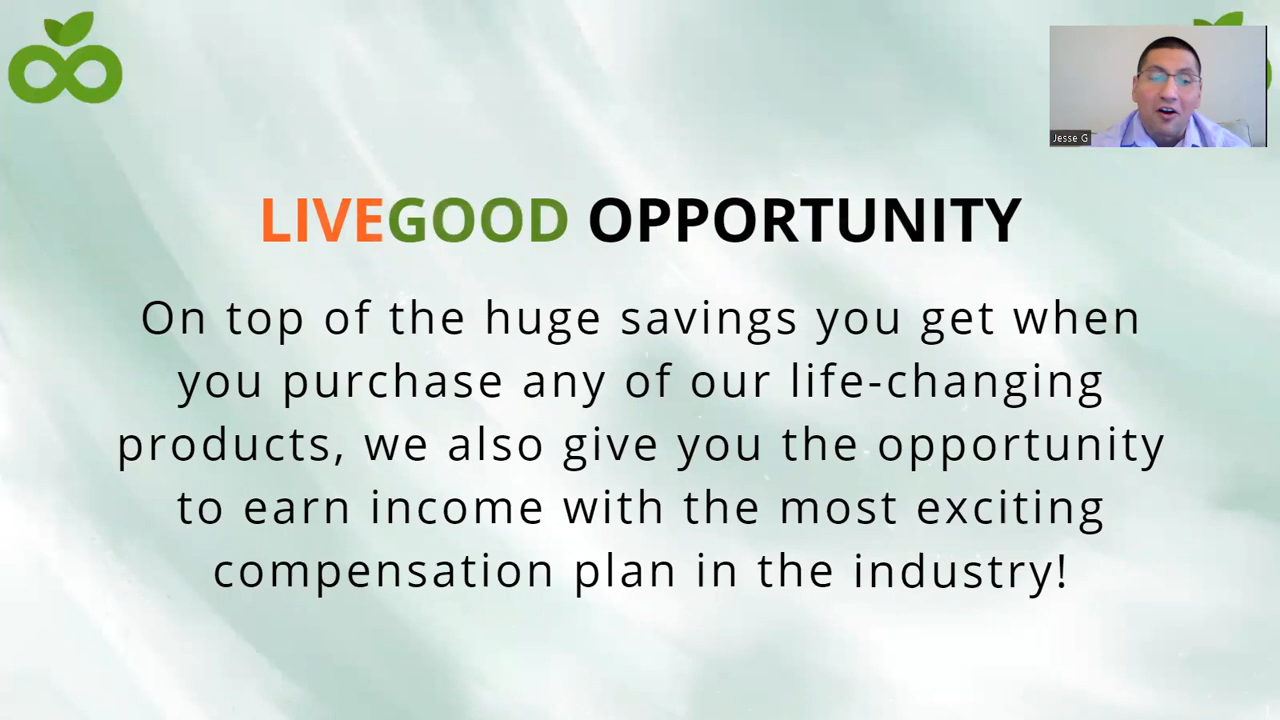 Jesse G
LIVEGOOD OPPORTUNITY
On top of the huge savings you get when
you purchase any of our life-changing
products, we also give you the opportunity
to earn income with the most exciting
compensation plan in the industry!